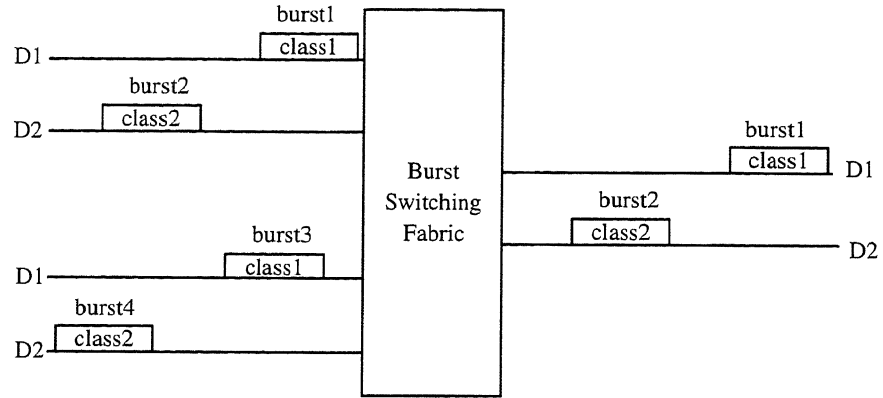 burst1
D1 class1
burst2
D2 class2
burst3
D1 class1
burst4
D2 class2
Burst
Switching
Fabric
burst1
class1 D1
burst2
class2 D2